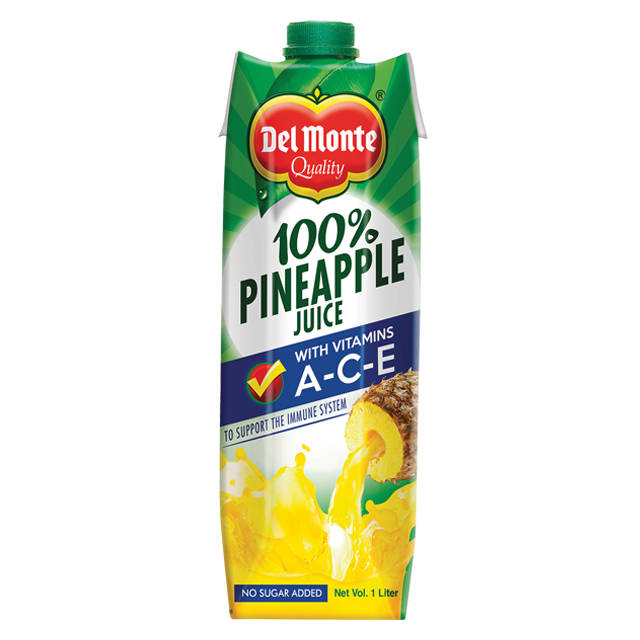 ®
Del Monte
Quality
100%
PINEAPPLE
JUICE
WITH VITAMINS
A-C-E
TO SUPPORT THE IMMUNE SYSTEM
NO SUGAR ADDED Net Vol. 1 Liter